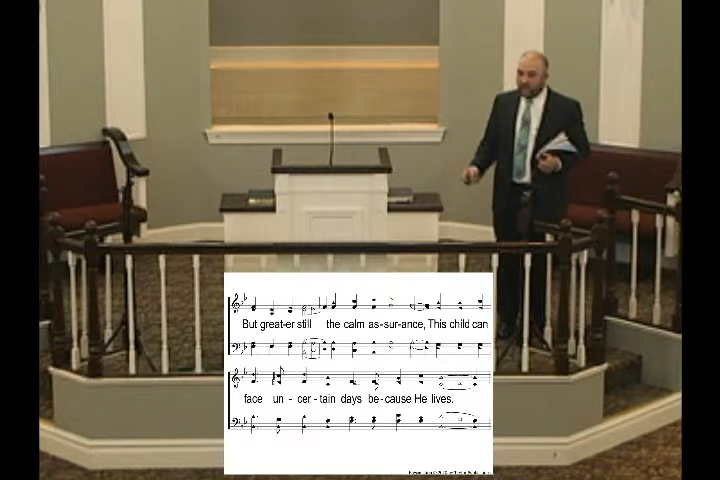 But great-er still the calm as-sur-ance, This child can
face un - cer - tain days be - cause He lives.